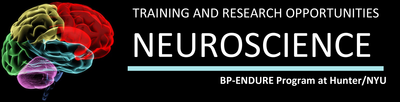 TRAINING AND RESEARCH OPPORTUNITIES
NEUROSCIENCE
BP-ENDURE Program at Hunter/NYU